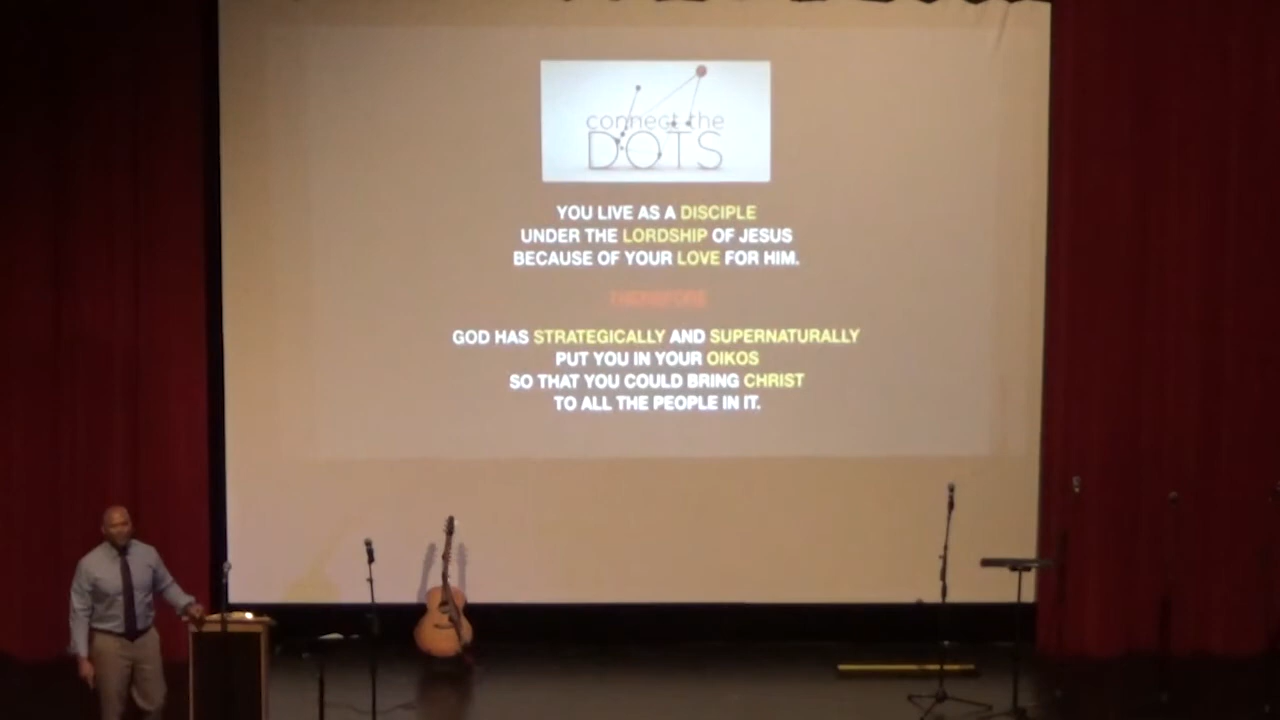 connect the
DOTS
YOU LIVE AS A DISCIPLE
UNDER THE LORDSHIP OF JESUS
BECAUSE OF YOUR LOVE FOR HIM.
THEREFORE
GOD HAS STRATEGICALLY AND SUPERNATURALLY
PUT YOU IN YOUR OIKOS
SO THAT YOU COULD BRING CHRIST
TO ALL THE PEOPLE IN IT.